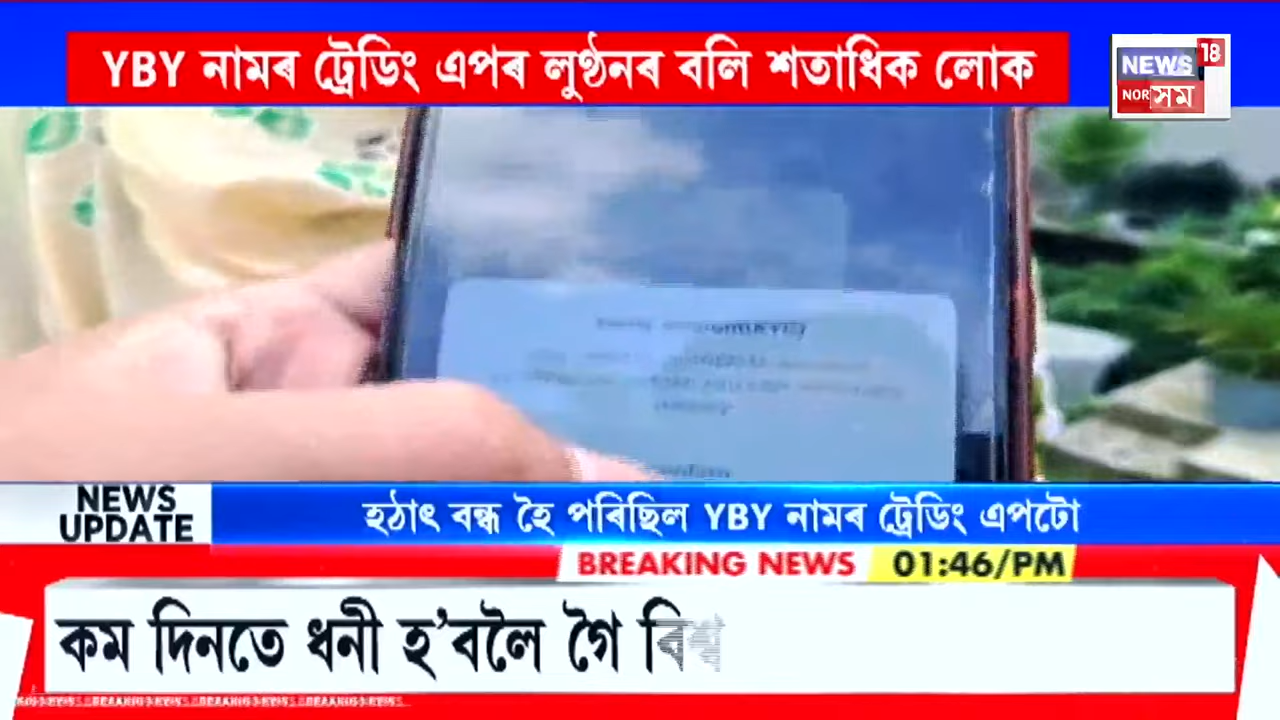 YBY নামৰ ট্ৰেডিং এপৰ লুণ্ঠনৰ বলি শতাধিক লোক
NEWS 18
NOR
সম
NEWS UPDATE
হঠাৎ বন্ধ হৈ পৰিছিল YBY নামৰ ট্ৰেডিং এপটো
BREAKING NEWS 01:46/PM
কম দিনতে ধনী হ'বলৈ গৈ